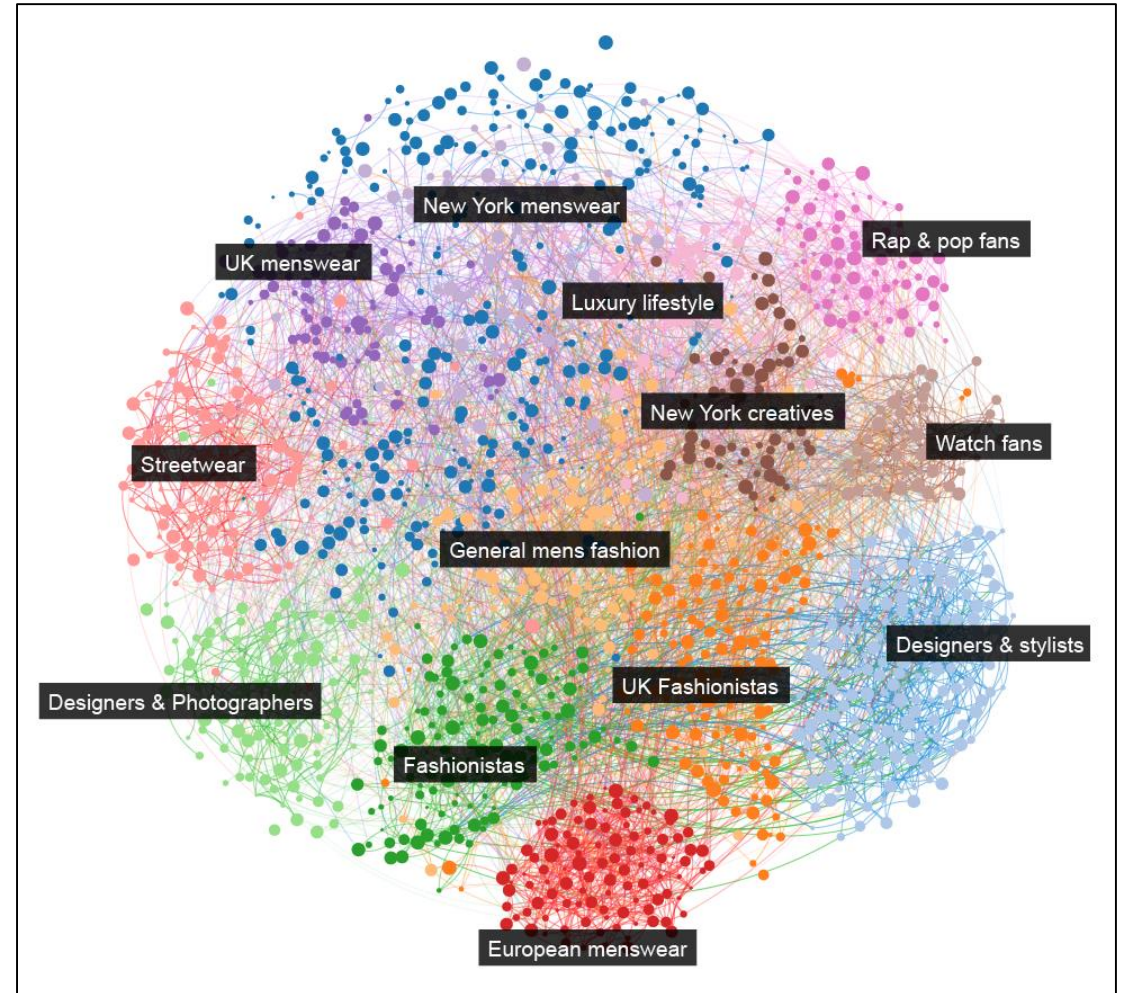 New York menswear
Rap & pop fans
UK menswear
Luxury lifestyle
New York creatives
Watch fans
Streetwear
General mens fashion
Designers & stylists
UK Fashionistas
Designers & Photographers
Fashionistas
European menswear